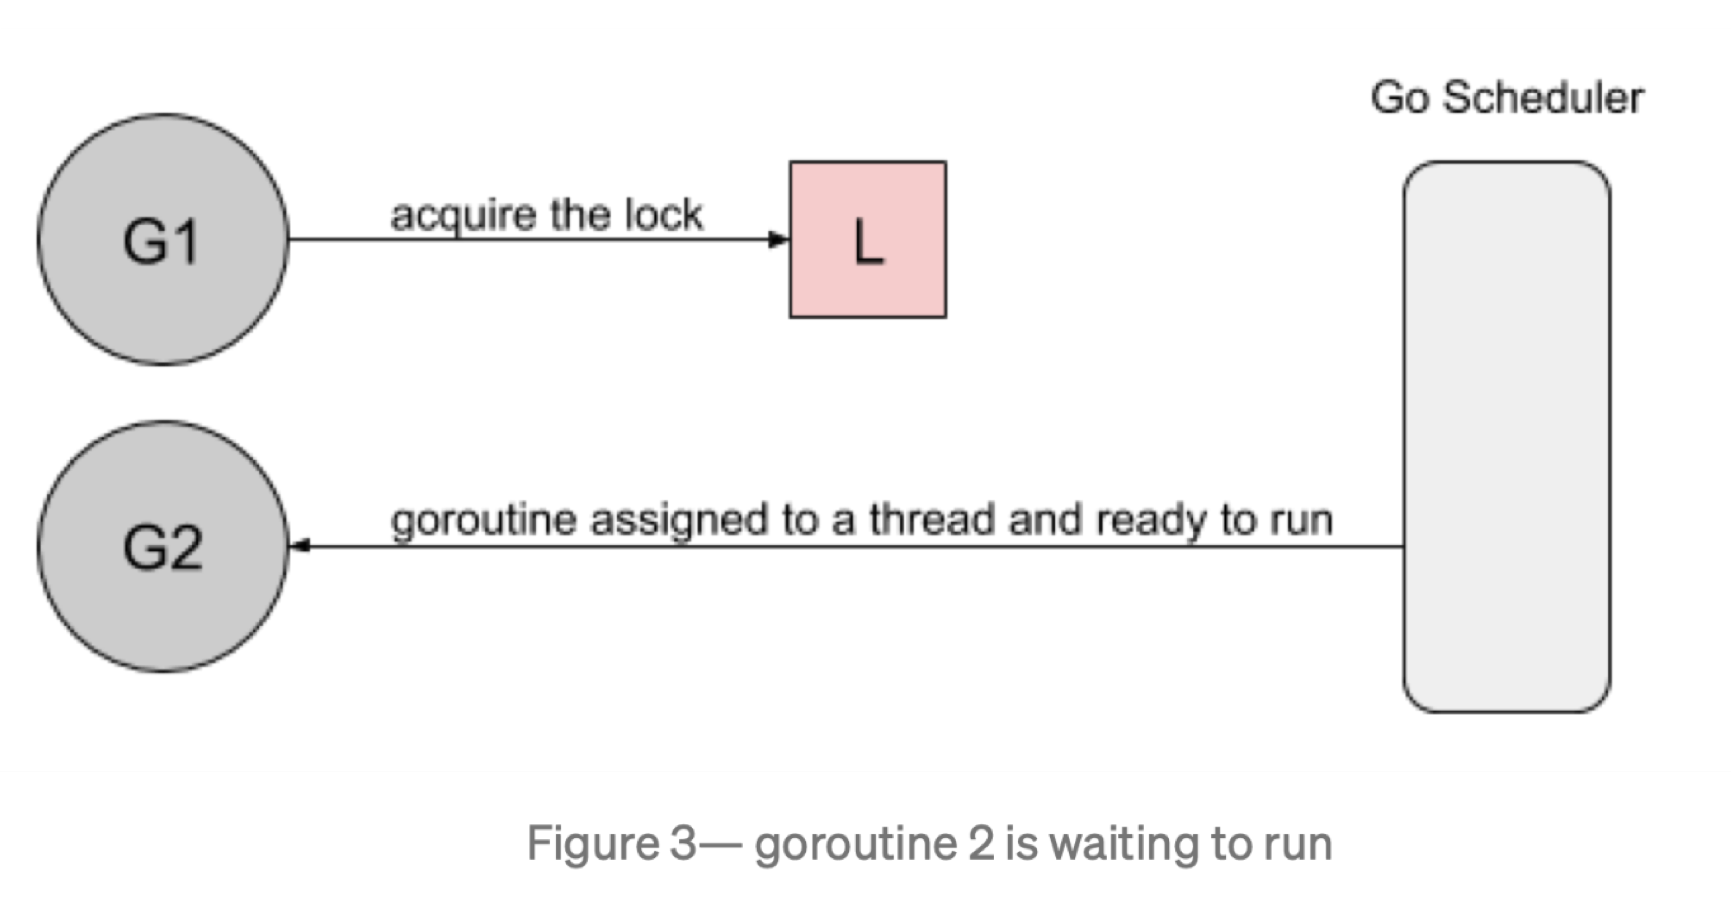 Go Scheduler
G1
acquire the lock
L
G2
goroutine assigned to a thread and ready to run
Figure 3— goroutine 2 is waiting to run